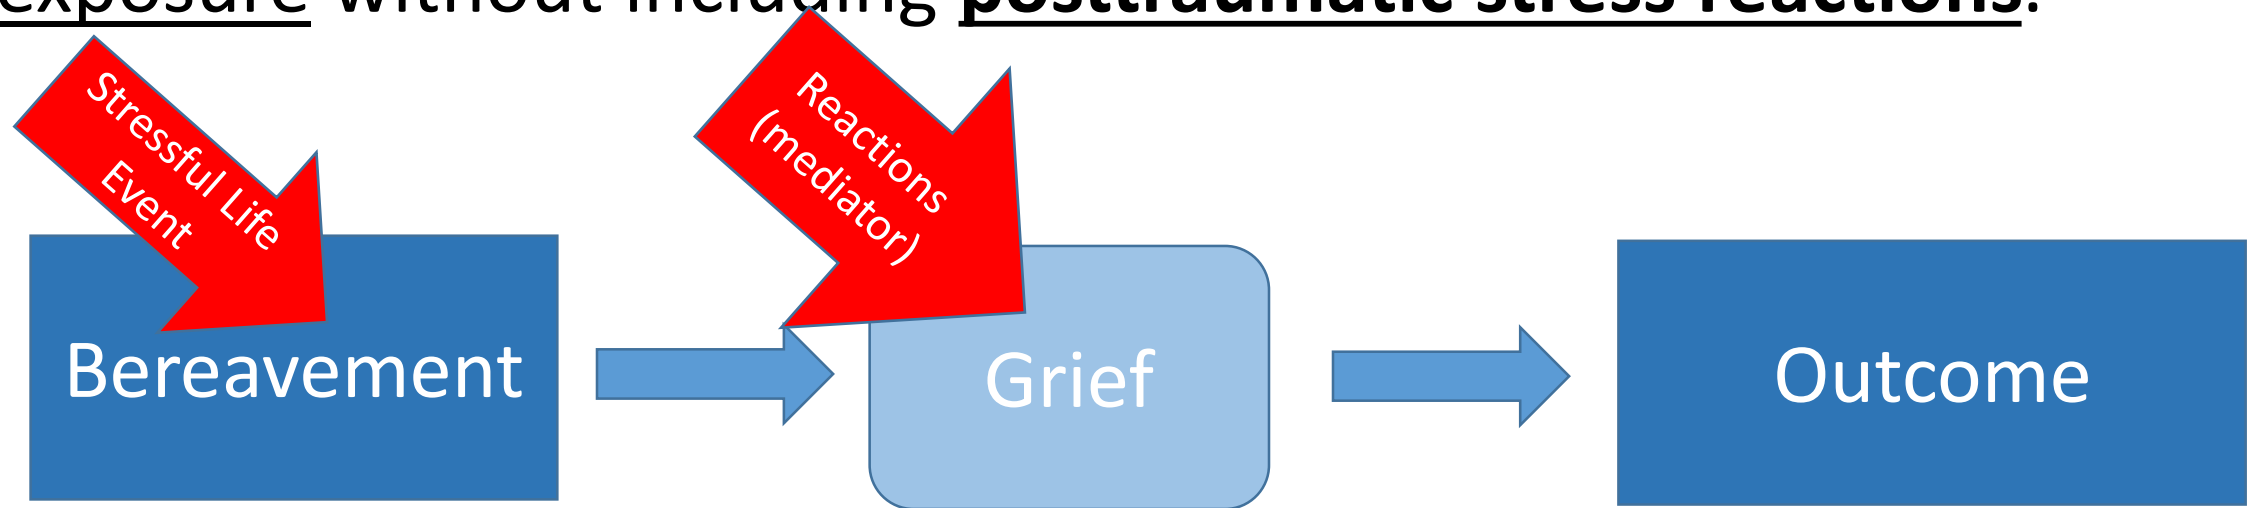 exposure without including posttraumatic stress reactions.
Stressful Life
Event
Reactions
(mediator)
Bereavement
Grief
Outcome